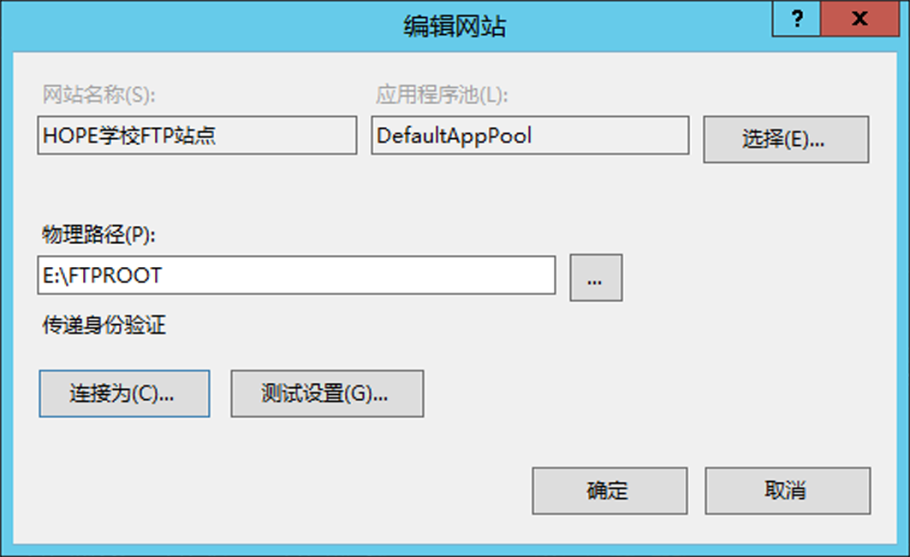 编辑网站
?
x
网站名称(S):
应用程序池(L):
HOPE学校FTP站点
DefaultAppPool
选择(E)...
物理路径(P):
E:\FTPROOT
...
传递身份验证
连接为(C)...
测试设置(G)...
确定
取消